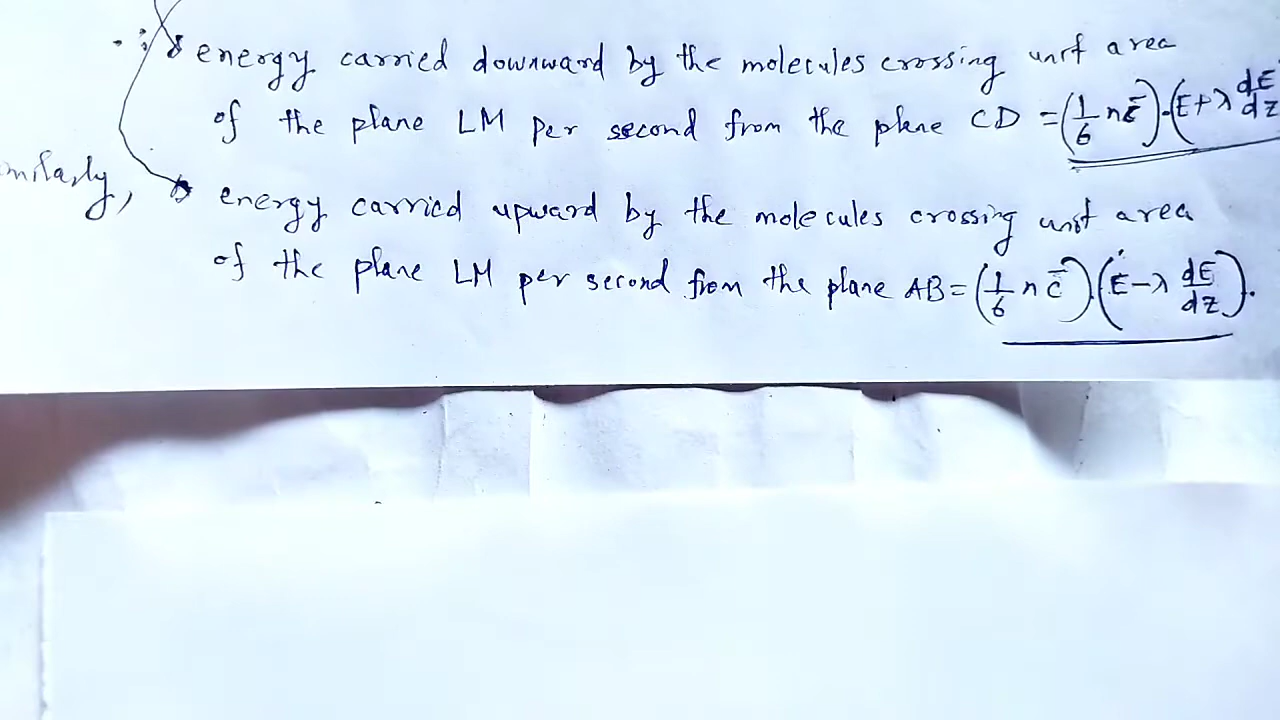 ∴ energy carried downward by the molecules crossing unit area
of the plane LM per second from the plane CD = (1/6 n c̄)·(E+λ dE/dz
milarly, energy carried upward by the molecules crossing unit area
of the plane LM per second from the plane AB = (1/6 n c̄)·(E−λ dE/dz).